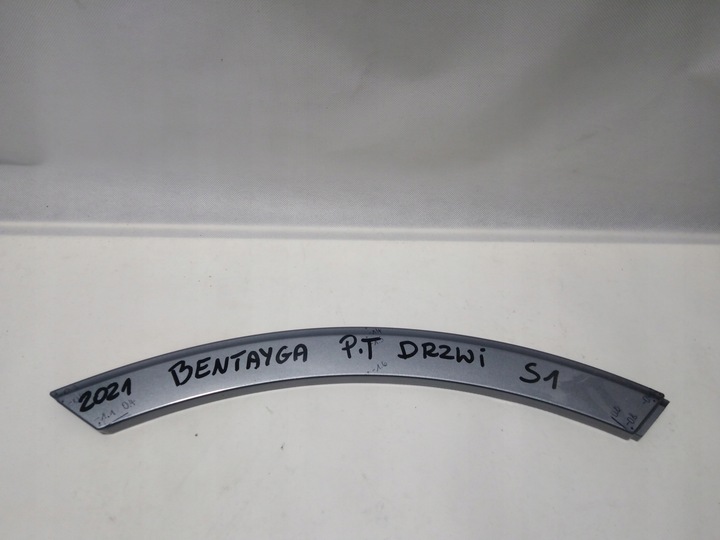 2021 BENTAYGA P.T DRZWi S1